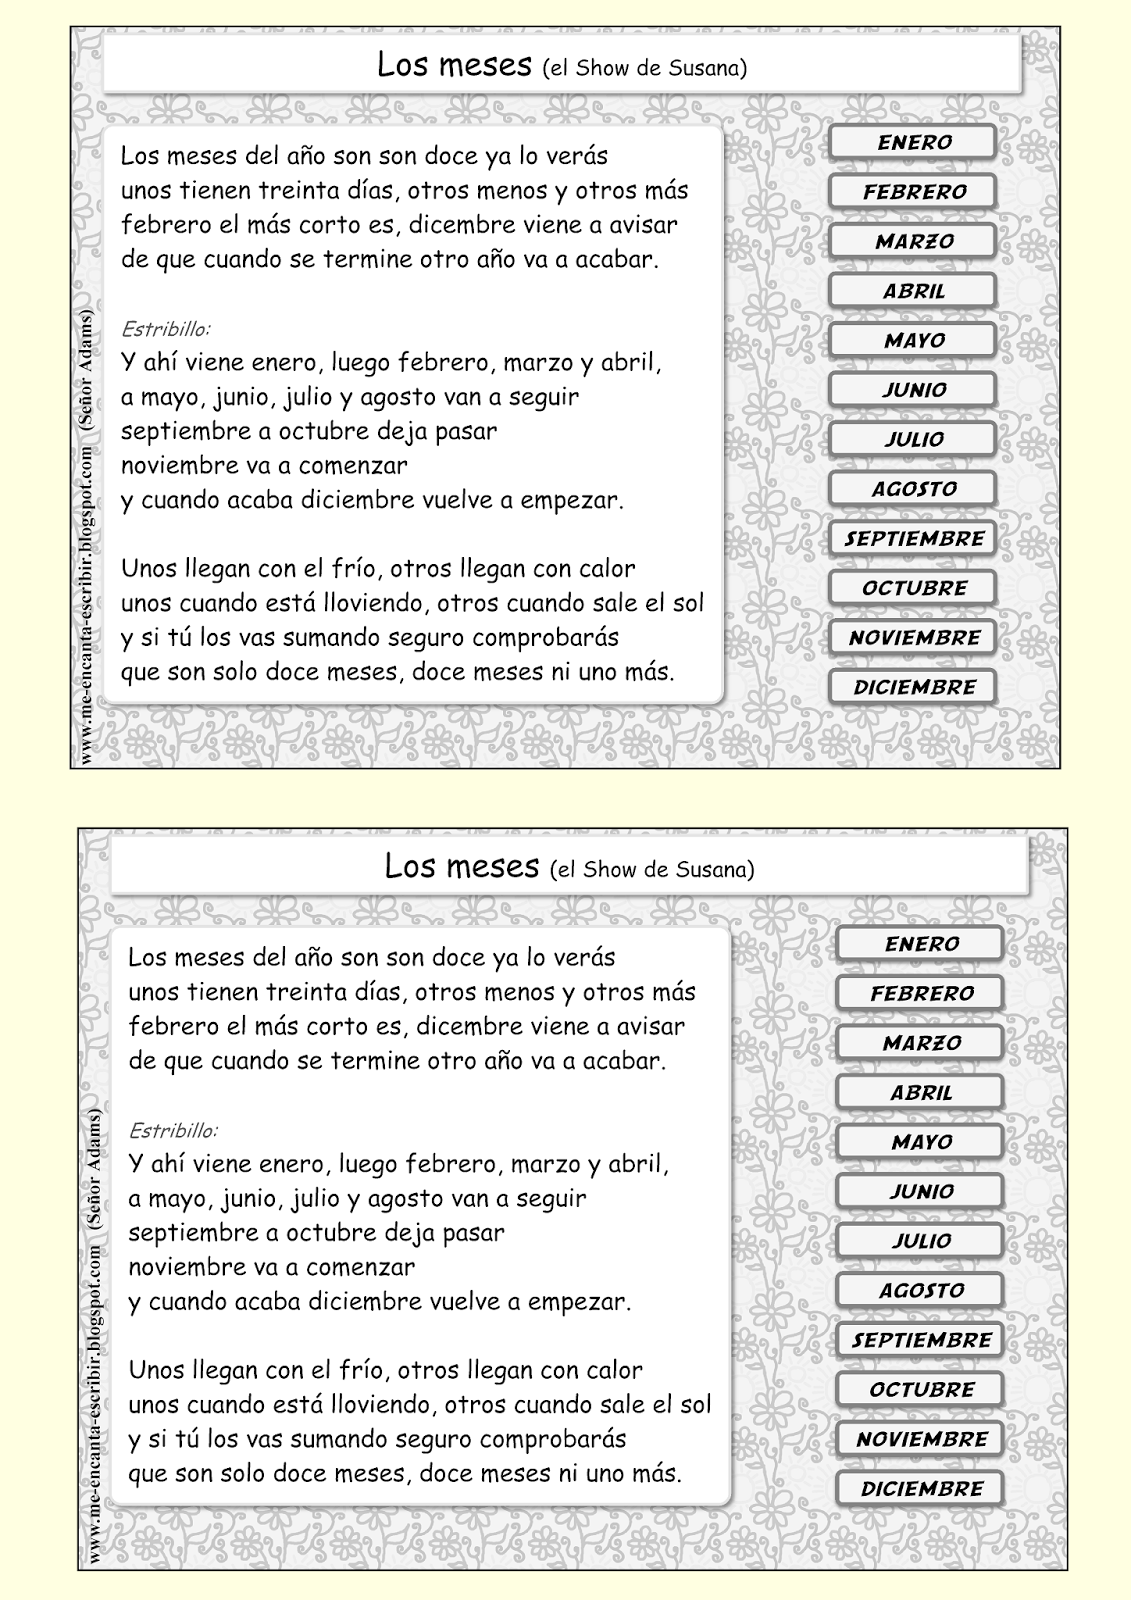 Los meses (el Show de Susana)
Los meses del año son son doce ya lo verás
unos tienen treinta días, otros menos y otros más
febrero el más corto es, dicembre viene a avisar
de que cuando se termine otro año va a acabar.
Estribillo:
Y ahí viene enero, luego febrero, marzo y abril,
a mayo, junio, julio y agosto van a seguir
septiembre a octubre deja pasar
noviembre va a comenzar
y cuando acaba diciembre vuelve a empezar.
Unos llegan con el frío, otros llegan con calor
unos cuando está lloviendo, otros cuando sale el sol
y si tú los vas sumando seguro comprobarás
que son solo doce meses, doce meses ni uno más.
ENERO
FEBRERO
MARZO
ABRIL
MAYO
JUNIO
JULIO
AGOSTO
SEPTIEMBRE
OCTUBRE
NOVIEMBRE
DICIEMBRE
www.me-encanta-escribir.blogspot.com (Señor Adams)
Los meses (el Show de Susana)
Los meses del año son son doce ya lo verás
unos tienen treinta días, otros menos y otros más
febrero el más corto es, dicembre viene a avisar
de que cuando se termine otro año va a acabar.
Estribillo:
Y ahí viene enero, luego febrero, marzo y abril,
a mayo, junio, julio y agosto van a seguir
septiembre a octubre deja pasar
noviembre va a comenzar
y cuando acaba diciembre vuelve a empezar.
Unos llegan con el frío, otros llegan con calor
unos cuando está lloviendo, otros cuando sale el sol
y si tú los vas sumando seguro comprobarás
que son solo doce meses, doce meses ni uno más.
ENERO
FEBRERO
MARZO
ABRIL
MAYO
JUNIO
JULIO
AGOSTO
SEPTIEMBRE
OCTUBRE
NOVIEMBRE
DICIEMBRE
www.me-encanta-escribir.blogspot.com (Señor Adams)